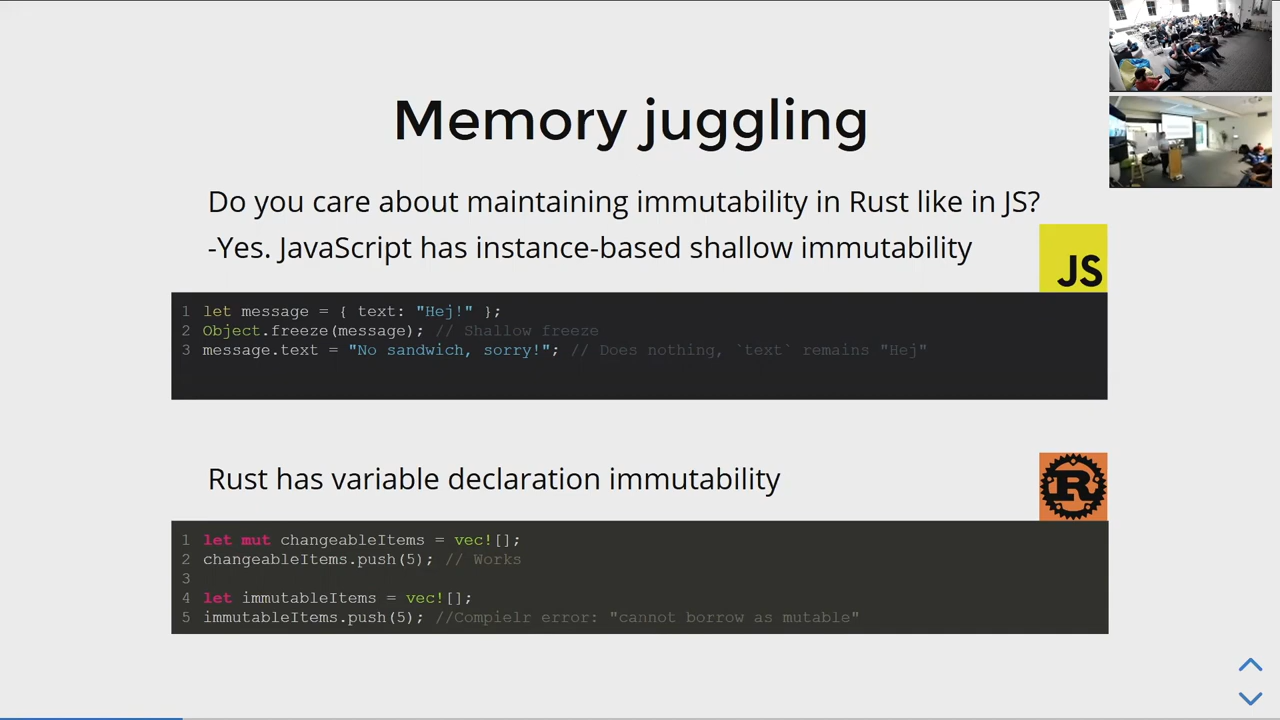 Memory juggling
Do you care about maintaining immutability in Rust like in JS?
-Yes. JavaScript has instance-based shallow immutability
JS
1 let message = { text: "Hej!" };
2 Object.freeze(message); // Shallow freeze
3 message.text = "No sandwich, sorry!"; // Does nothing, `text` remains "Hej"
Rust has variable declaration immutability
R
1 let mut changeableItems = vec![];
2 changeableItems.push(5); // Works
3
4 let immutableItems = vec![];
5 immutableItems.push(5); //Compielr error: "cannot borrow as mutable"